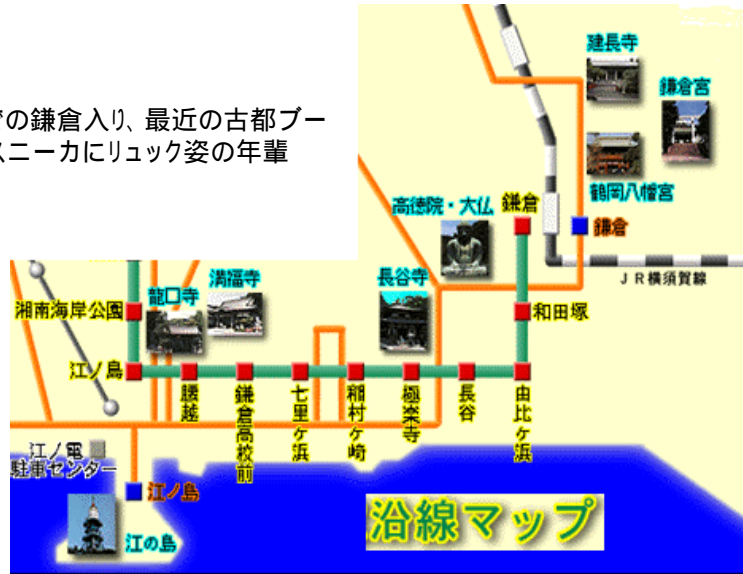 での鎌倉入り、最近の古都ブー
スニーカにリュック姿の年輩
建長寺
鎌倉宮
鶴岡八幡宮
高徳院・大仏
鎌倉
鎌倉
JR横須賀線
龍口寺
満福寺
長谷寺
湘南海岸公園
和田塚
江ノ島
腰越
鎌倉高校前
七里ヶ浜
稲村ヶ崎
極楽寺
長谷
由比ヶ浜
江ノ電
駐車センター
江ノ島
江の島
沿線マップ